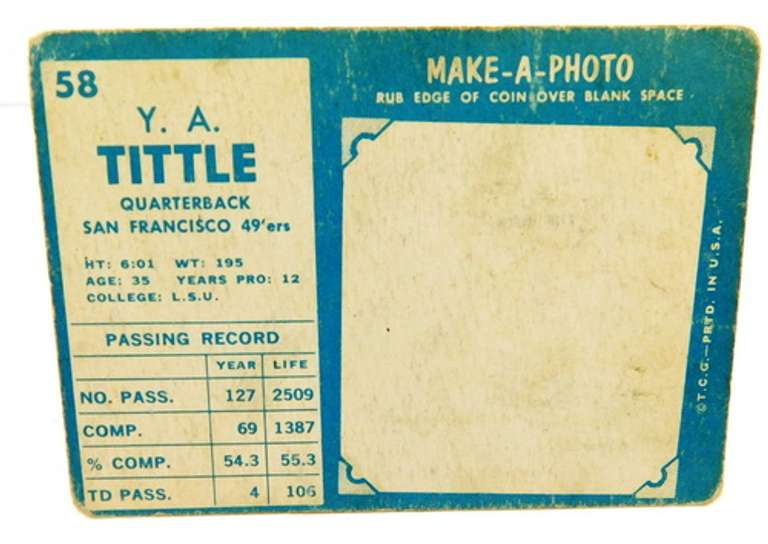 58
Y. A.
TITTLE
QUARTERBACK
SAN FRANCISCO 49'ers
HT: 6:01 WT: 195
AGE: 35 YEARS PRO: 12
COLLEGE: L.S.U.
PASSING RECORD
YEAR LIFE
NO. PASS. 127 2509
COMP. 69 1387
% COMP. 54.3 55.3
TD PASS. 4 106
MAKE-A-PHOTO
RUB EDGE OF COIN OVER BLANK SPACE
©T.C.G.—PRTD. IN U.S.A.